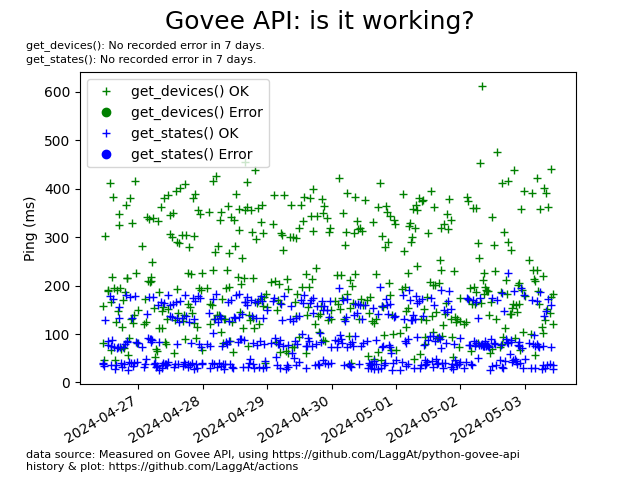 Govee API: is it working?
get_devices(): No recorded error in 7 days.
get_states(): No recorded error in 7 days.
get_devices() OK
get_devices() Error
get_states() OK
get_states() Error
Ping (ms)
600
500
400
300
200
100
0
2024-04-27
2024-04-28
2024-04-29
2024-04-30
2024-05-01
2024-05-02
2024-05-03
data source: Measured on Govee API, using https://github.com/LaggAt/python-govee-api
history & plot: https://github.com/LaggAt/actions